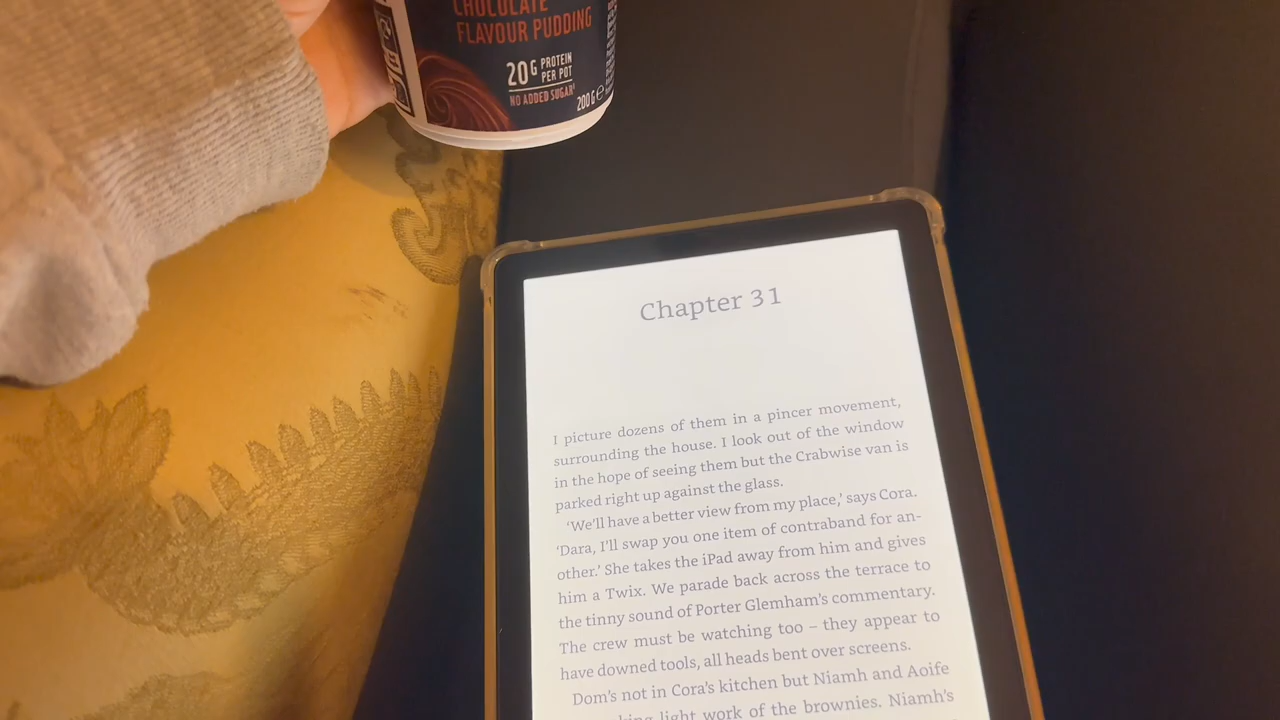 CHOCOLATE
FLAVOUR PUDDING
20G PROTEIN
PER POT
NO ADDED SUGAR
200 G e
Chapter 31
I picture dozens of them in a pincer movement,
surrounding the house. I look out of the window
in the hope of seeing them but the Crabwise van is
parked right up against the glass.
‘We’ll have a better view from my place,’ says Cora.
‘Dara, I’ll swap you one item of contraband for an-
other.’ She takes the iPad away from him and gives
him a Twix. We parade back across the terrace to
the tinny sound of Porter Glemham’s commentary.
The crew must be watching too – they appear to
have downed tools, all heads bent over screens.
Dom’s not in Cora’s kitchen but Niamh and Aoife
light work of the brownies. Niamh’s